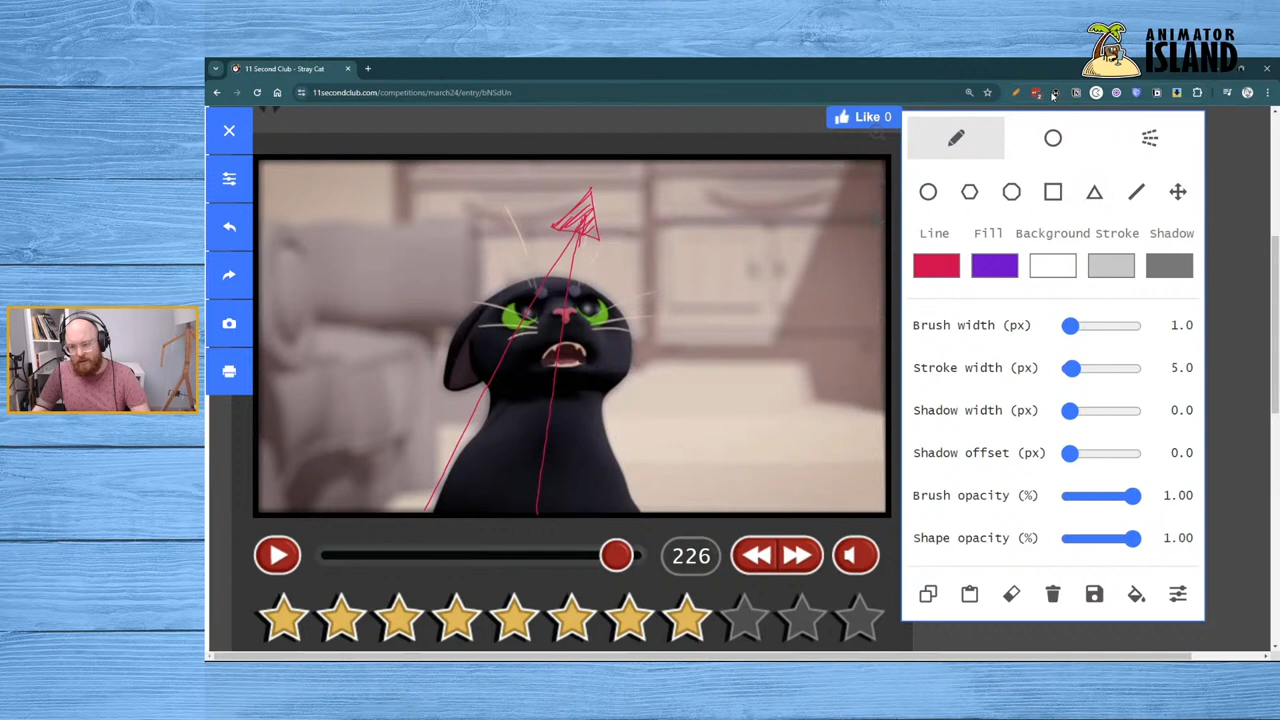 ANIMATOR
ISLAND
11 Second Club - Stray Cat
11secondclub.com/competitions/march24/entry/bNSdUn
Like 0
Line Fill Background Stroke Shadow
Brush width (px) 1.0
Stroke width (px) 5.0
Shadow width (px) 0.0
Shadow offset (px) 0.0
Brush opacity (%) 1.00
Shape opacity (%) 1.00
226